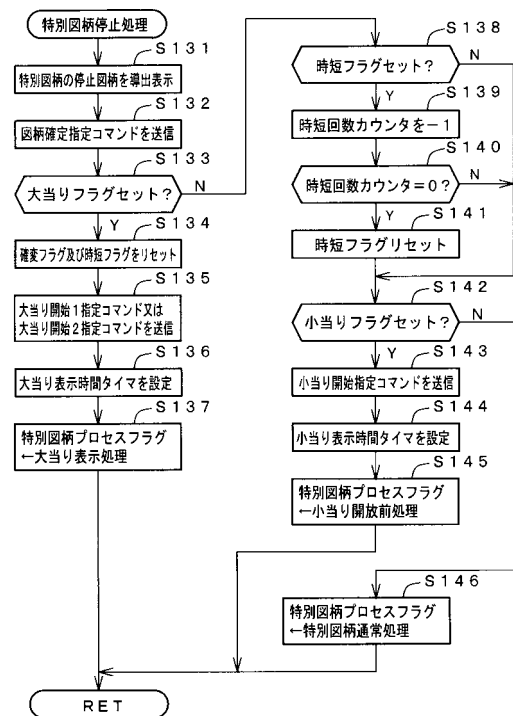 特別図柄停止処理
S131
特別図柄の停止図柄を導出表示
S132
図柄確定指定コマンドを送信
S133
大当りフラグセット?
N
Y
S134
確変フラグ及び時短フラグをリセット
S135
大当り開始1指定コマンド又は
大当り開始2指定コマンドを送信
S136
大当り表示時間タイマを設定
S137
特別図柄プロセスフラグ
←大当り表示処理
S138
時短フラグセット?
N
Y
S139
時短回数カウンタを-1
S140
時短回数カウンタ=0?
N
Y
S141
時短フラグリセット
S142
小当りフラグセット?
N
Y
S143
小当り開始指定コマンドを送信
S144
小当り表示時間タイマを設定
S145
特別図柄プロセスフラグ
←小当り開放前処理
S146
特別図柄プロセスフラグ
←特別図柄通常処理
RET